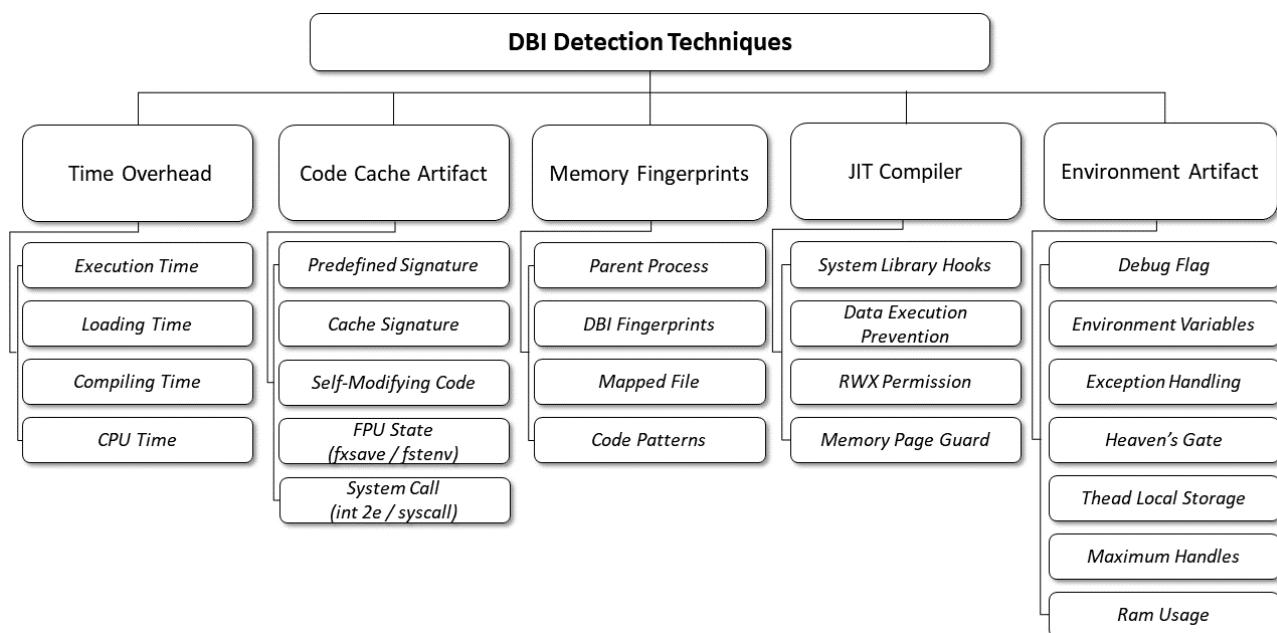 DBI Detection Techniques
Time Overhead
Code Cache Artifact
Memory Fingerprints
JIT Compiler
Environment Artifact
Execution Time
Loading Time
Compiling Time
CPU Time
Predefined Signature
Cache Signature
Self-Modifying Code
FPU State
(fxsave / fstenv)
System Call
(int 2e / syscall)
Parent Process
DBI Fingerprints
Mapped File
Code Patterns
System Library Hooks
Data Execution
Prevention
RWX Permission
Memory Page Guard
Debug Flag
Environment Variables
Exception Handling
Heaven’s Gate
Thead Local Storage
Maximum Handles
Ram Usage